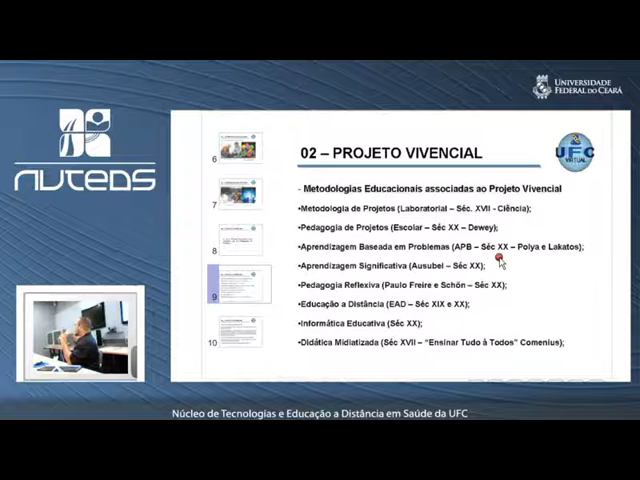 UNIVERSIDADE
FEDERAL DO CEARÁ
NUTEDS
6
7
8
9
10
02 – PROJETO VIVENCIAL
UFC
VIRTUAL
- Metodologias Educacionais associadas ao Projeto Vivencial
•Metodologia de Projetos (Laboratorial – Séc. XVII - Ciência);
•Pedagogia de Projetos (Escolar – Séc XX – Dewey);
•Aprendizagem Baseada em Problemas (APB – Séc XX – Polya e Lakatos);
•Aprendizagem Significativa (Ausubel – Séc XX);
•Pedagogia Reflexiva (Paulo Freire e Schön – Séc XX);
•Educação a Distância (EAD – Séc XIX e XX);
•Informática Educativa (Séc XX);
•Didática Midiatizada (Séc XVII – “Ensinar Tudo à Todos” Comenius);
Núcleo de Tecnologias e Educação a Distância em Saúde da UFC